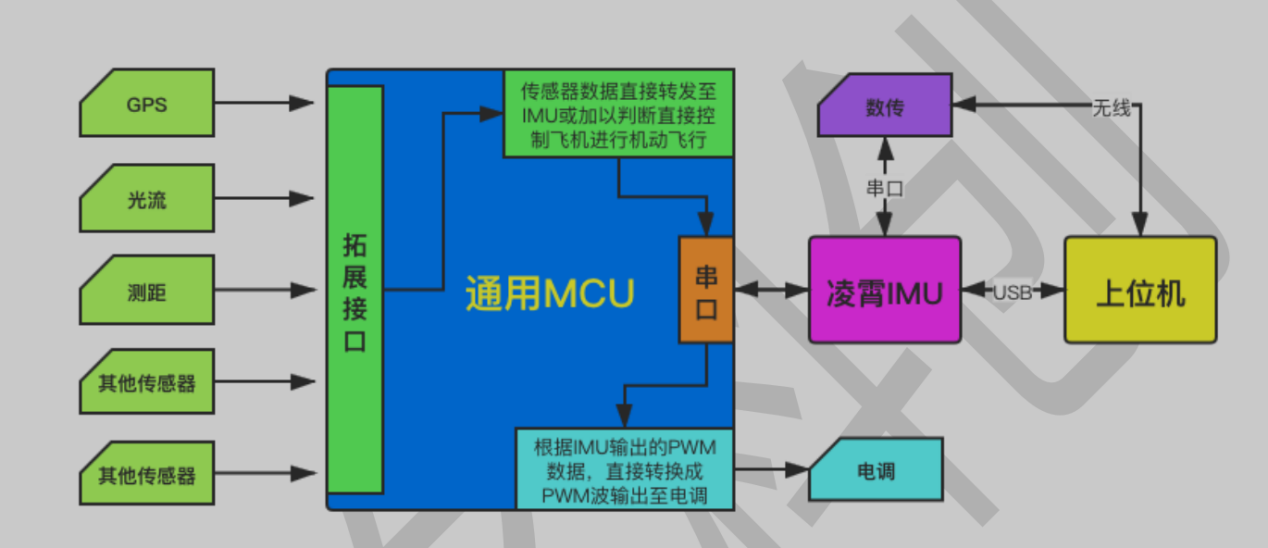 GPS
光流
测距
其他传感器
其他传感器
拓
展
接
口
传感器数据直接转发至
IMU或加以判断直接控
制飞机进行机动飞行
通用MCU
串
口
根据IMU输出的PWM
数据，直接转换成
PWM波输出至电调
数传
无线
串口
凌霄IMU
USB
上位机
电调